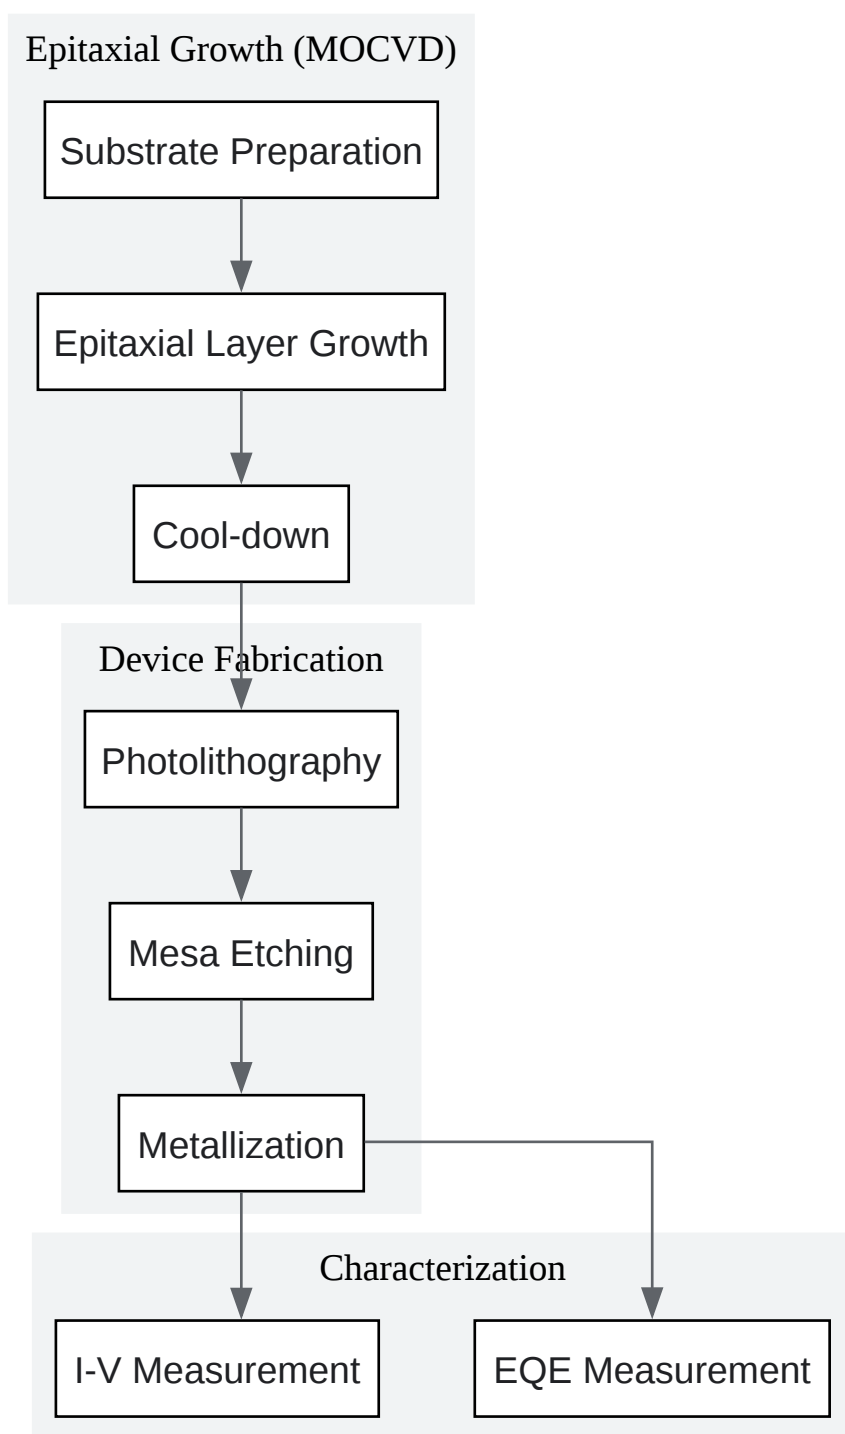 Epitaxial Growth (MOCVD)
Substrate Preparation
Epitaxial Layer Growth
Cool-down
Device Fabrication
Photolithography
Mesa Etching
Metallization
Characterization
I-V Measurement
EQE Measurement